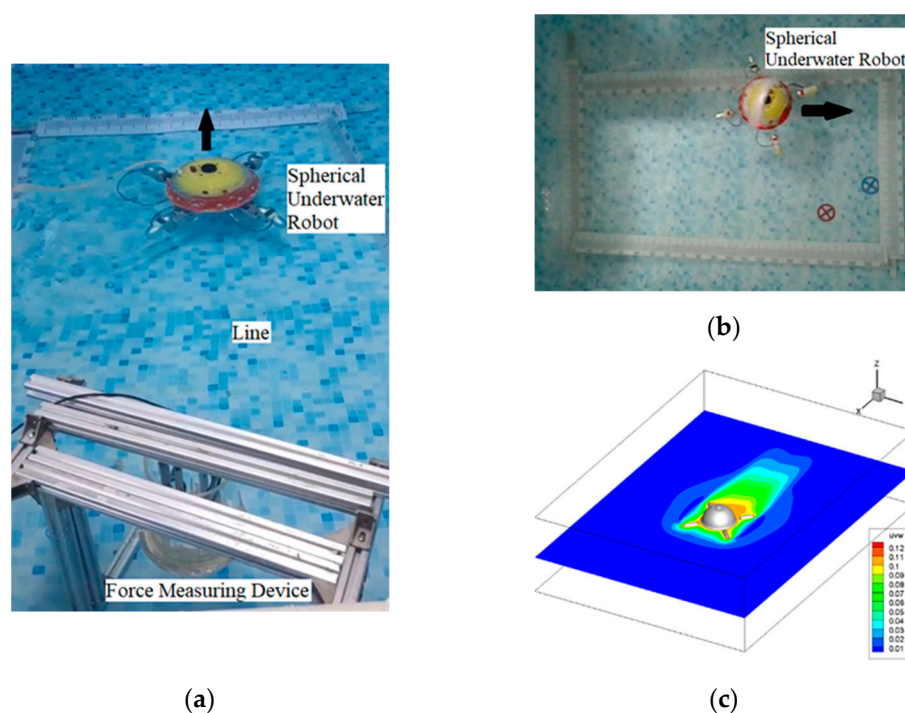 Spherical
Underwater
Robot
Line
Force Measuring Device
(a)
Spherical
Underwater Robot
(b)
Z
X
uvw
0.12
0.11
0.1
0.09
0.08
0.07
0.06
0.05
0.04
0.03
0.02
0.01
(c)